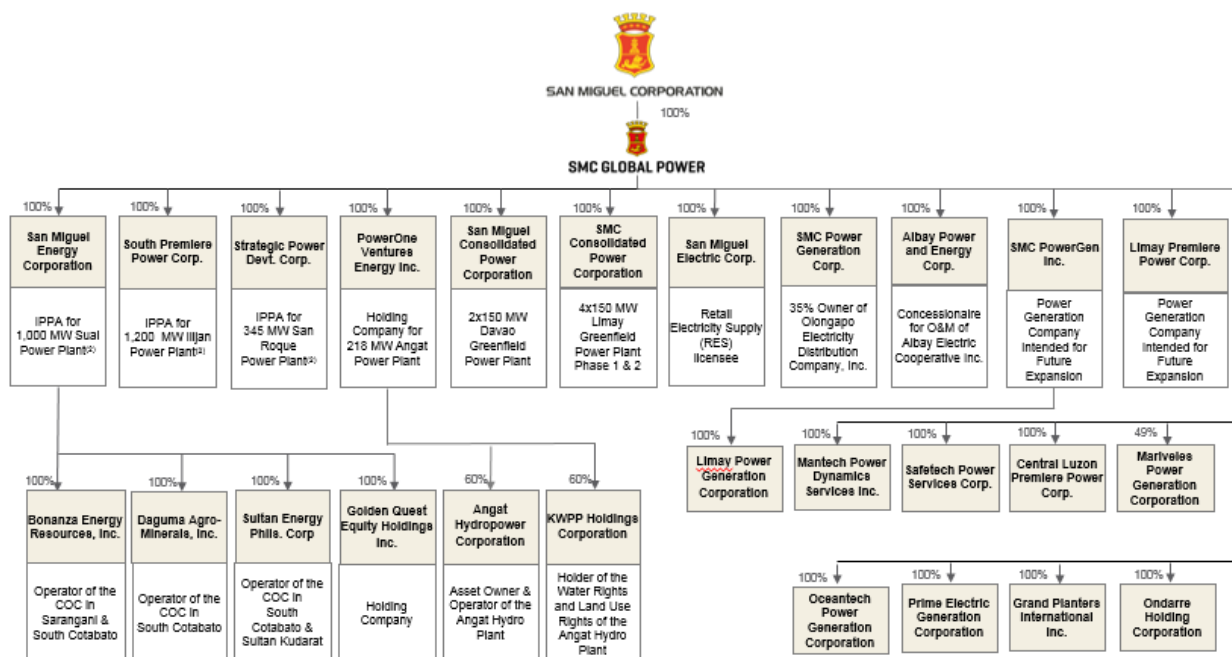 SAN MIGUEL CORPORATION
100%
SMC GLOBAL POWER
100%
San Miguel
Energy
Corporation
IPPA for
1,000 MW Sual
Power Plant⁽²⁾
100%
South Premiere
Power Corp.
IPPA for
1,200 MW Ilijan
Power Plant⁽²⁾
100%
Strategic Power
Devt. Corp.
IPPA for
345 MW San
Roque
Power Plant⁽²⁾
100%
PowerOne
Ventures
Energy Inc.
Holding
Company for
218 MW Angat
Power Plant
100%
San Miguel
Consolidated
Power
Corporation
2x150 MW
Davao
Greenfield
Power Plant
100%
SMC
Consolidated
Power
Corporation
4x150 MW
Limay
Greenfield
Power Plant
Phase 1 & 2
100%
San Miguel
Electric Corp.
Retail
Electricity Supply
(RES)
licensee
100%
SMC Power
Generation
Corp.
35% Owner of
Olongapo
Electricity
Distribution
Company, Inc.
100%
Albay Power
and Energy
Corp.
Concessionaire
for O&M of
Albay Electric
Cooperative Inc.
100%
SMC PowerGen
Inc.
Power
Generation
Company
Intended for
Future
Expansion
100%
Limay Premiere
Power Corp.
Power
Generation
Company
Intended for
Future
Expansion
100%
Limay Power
Generation
Corporation
100%
Mantech Power
Dynamics
Services Inc.
100%
Safetech Power
Services Corp.
100%
Central Luzon
Premiere Power
Corp.
49%
Mariveles
Power
Generation
Corporation
100%
Bonanza Energy
Resources, Inc.
Operator of the
COC in
Sarangani &
South Cotabato
100%
Daguma Agro-
Minerals, Inc.
Operator of the
COC in
South Cotabato
100%
Sultan Energy
Phils. Corp
Operator of the
COC in
South
Cotabato &
Sultan Kudarat
100%
Golden Quest
Equity Holdings
Inc.
Holding
Company
60%
Angat
Hydropower
Corporation
Asset Owner &
Operator of the
Angat Hydro
Plant
60%
KWPP Holdings
Corporation
Holder of the
Water Rights
and Land Use
Rights of the
Angat Hydro
Plant
100%
Oceantech
Power
Generation
Corporation
100%
Prime Electric
Generation
Corporation
100%
Grand Planters
International
Inc.
100%
Ondarre
Holding
Corporation